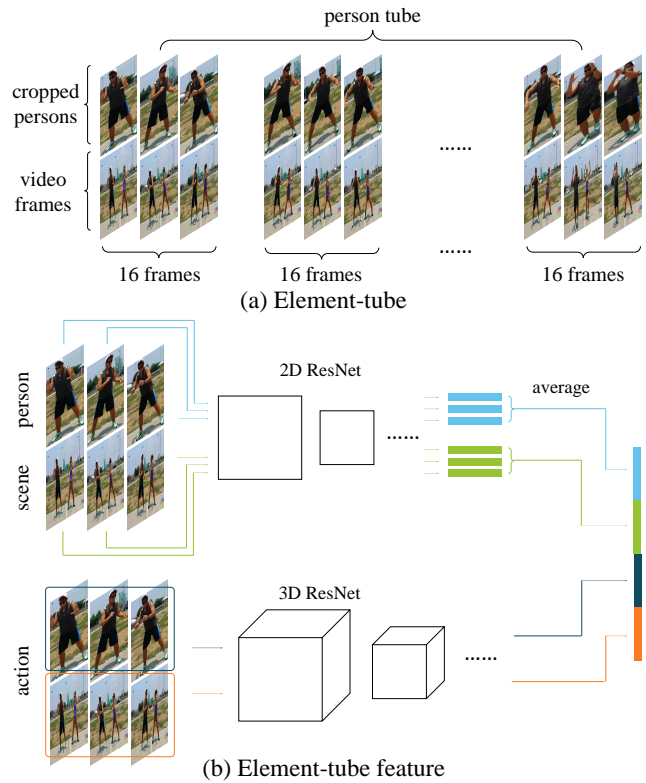 person tube
cropped
persons
......
video
frames
......
16 frames
16 frames
16 frames
(a) Element-tube
person
2D ResNet
average
......
scene
action
3D ResNet
......
(b) Element-tube feature